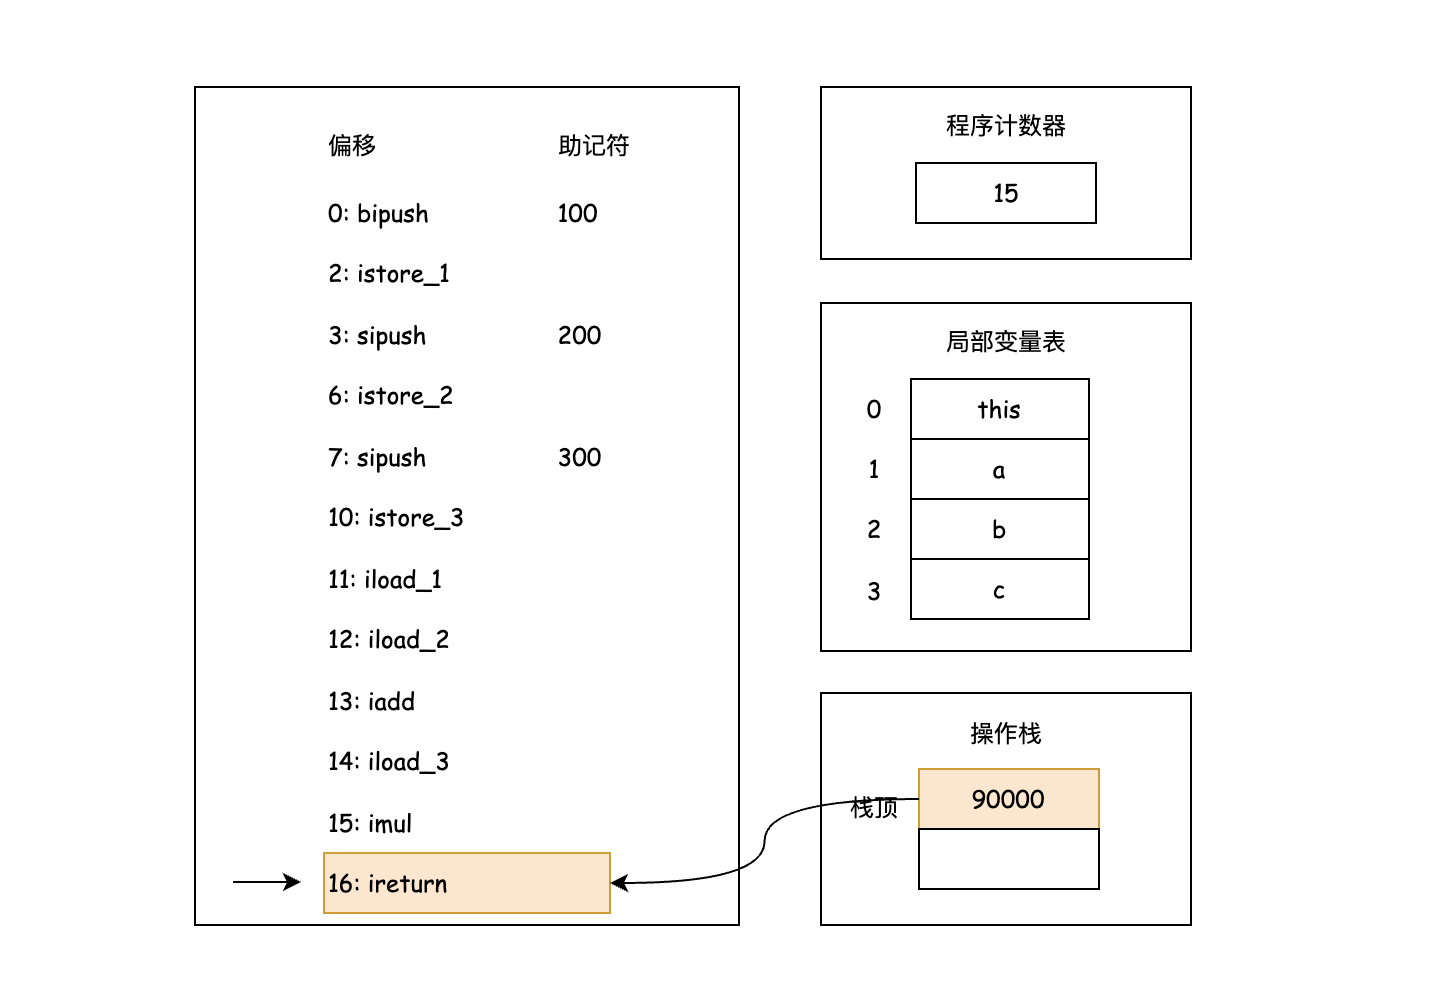 偏移 助记符
0: bipush 100
2: istore_1
3: sipush 200
6: istore_2
7: sipush 300
10: istore_3
11: iload_1
12: iload_2
13: iadd
14: iload_3
15: imul
16: ireturn
程序计数器
15
局部变量表
0 this
1 a
2 b
3 c
操作栈
栈顶 90000